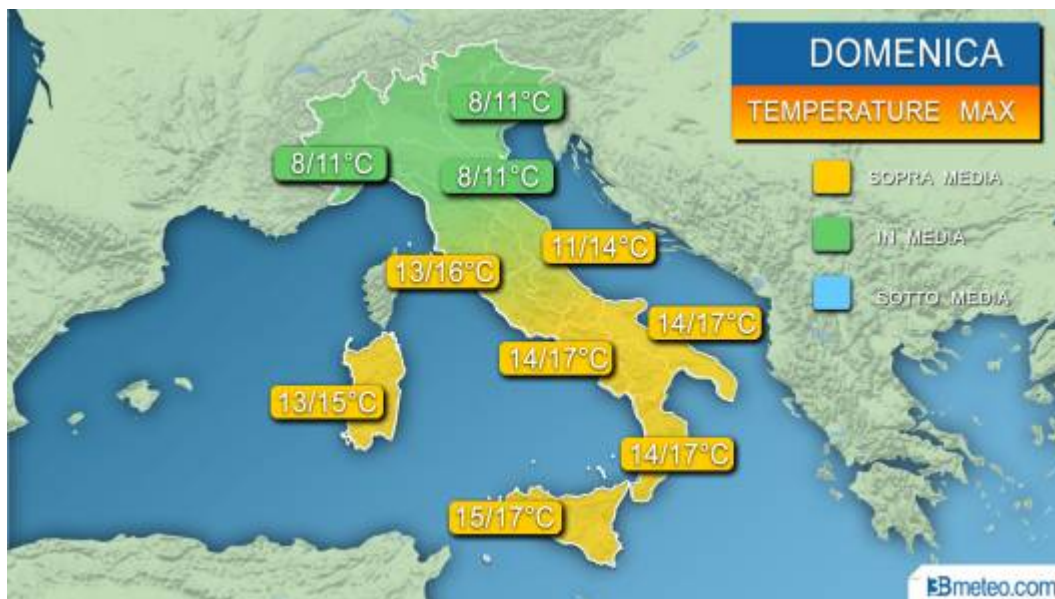 DOMENICA
TEMPERATURE MAX
SOPRA MEDIA
IN MEDIA
SOTTO MEDIA
8/11°C
8/11°C
8/11°C
11/14°C
13/16°C
14/17°C
14/17°C
13/15°C
14/17°C
15/17°C
3Bmeteo.com